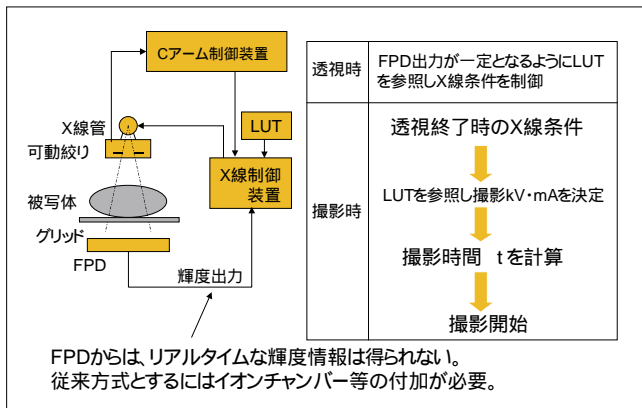 Cアーム制御装置
X線管
可動絞り
LUT
X線制御
装置
被写体
グリッド
FPD
輝度出力
透視時
FPD出力が一定となるようにLUT
を参照しX線条件を制御
撮影時
透視終了時のX線条件
LUTを参照し撮影kV・mAを決定
撮影時間 tを計算
撮影開始
FPDからは、リアルタイムな輝度情報は得られない。
従来方式とするにはイオンチャンバー等の付加が必要。